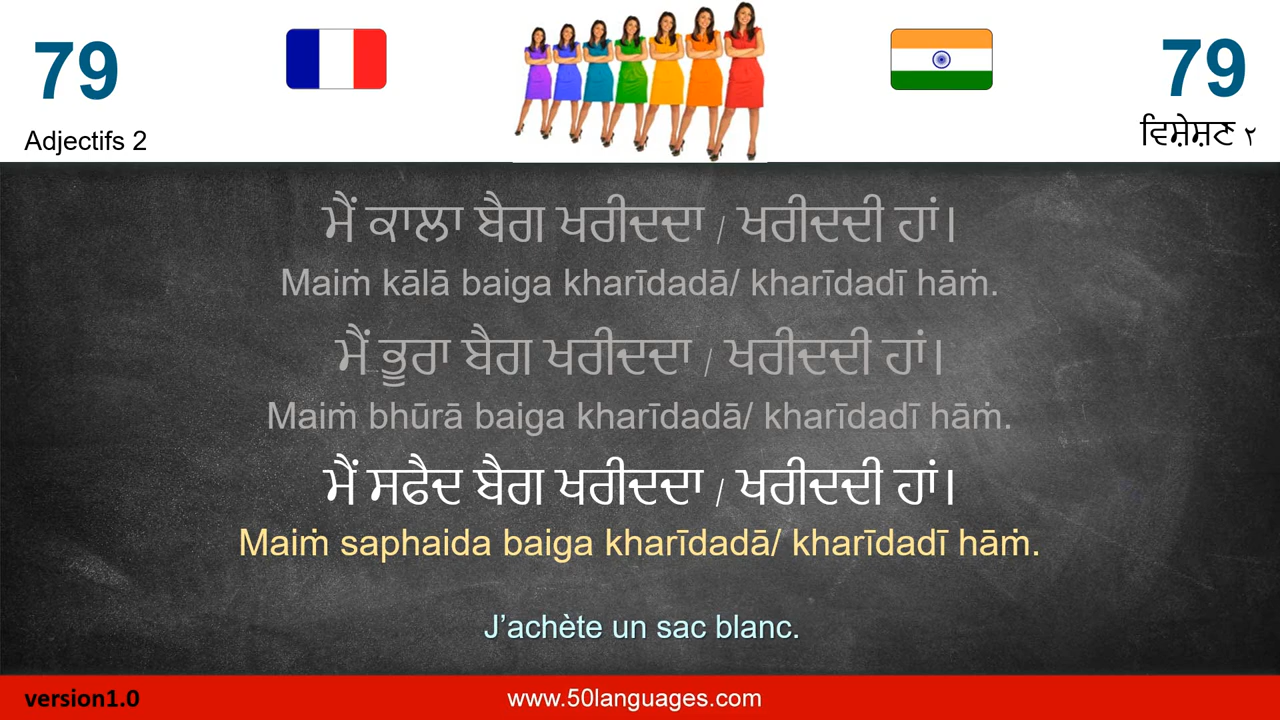 79
79
Adjectifs 2
ਵਿਸ਼ੇਸ਼ਣ ੨
ਮੈਂ ਕਾਲਾ ਬੈਗ ਖਰੀਦਦਾ / ਖਰੀਦਦੀ ਹਾਂ।
Maiṁ kālā baiga kharīdadā/ kharīdadī hāṁ.
ਮੈਂ ਭੂਰਾ ਬੈਗ ਖਰੀਦਦਾ / ਖਰੀਦਦੀ ਹਾਂ।
Maiṁ bhūrā baiga kharīdadā/ kharīdadī hāṁ.
ਮੈਂ ਸਫੈਦ ਬੈਗ ਖਰੀਦਦਾ / ਖਰੀਦਦੀ ਹਾਂ।
Maiṁ saphaida baiga kharīdadā/ kharīdadī hāṁ.
J’achète un sac blanc.
version1.0
www.50languages.com